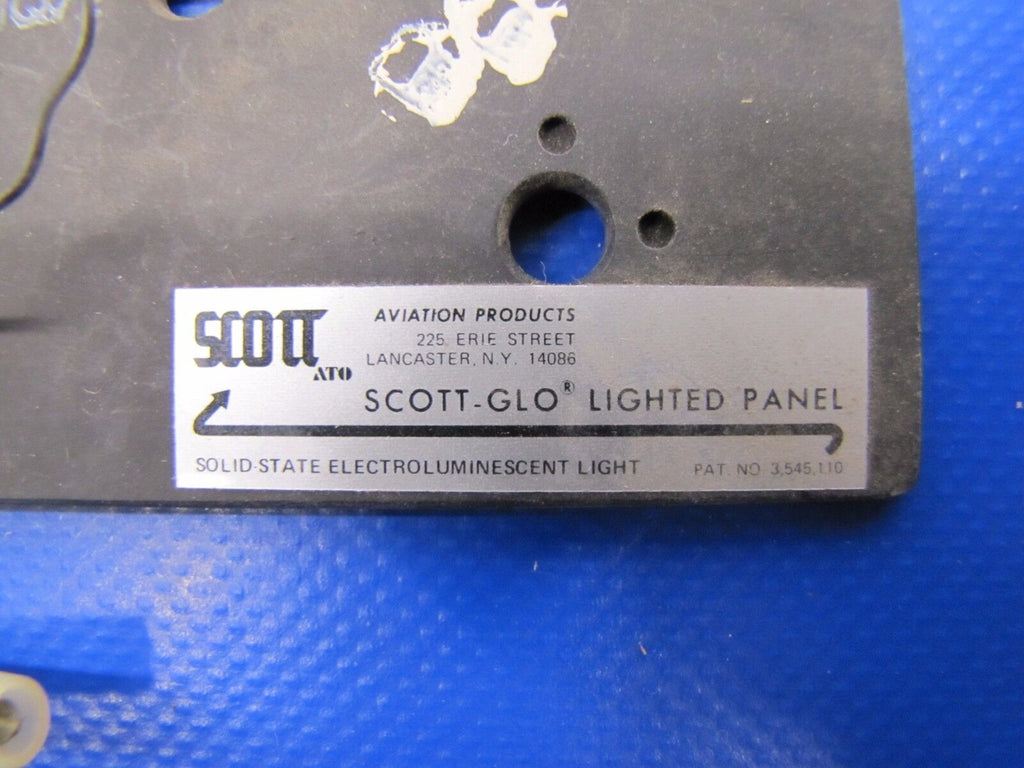 SCOTT
ATO
AVIATION PRODUCTS
225 ERIE STREET
LANCASTER, N.Y. 14086
SCOTT-GLO® LIGHTED PANEL
SOLID-STATE ELECTROLUMINESCENT LIGHT
PAT. NO 3,545,110